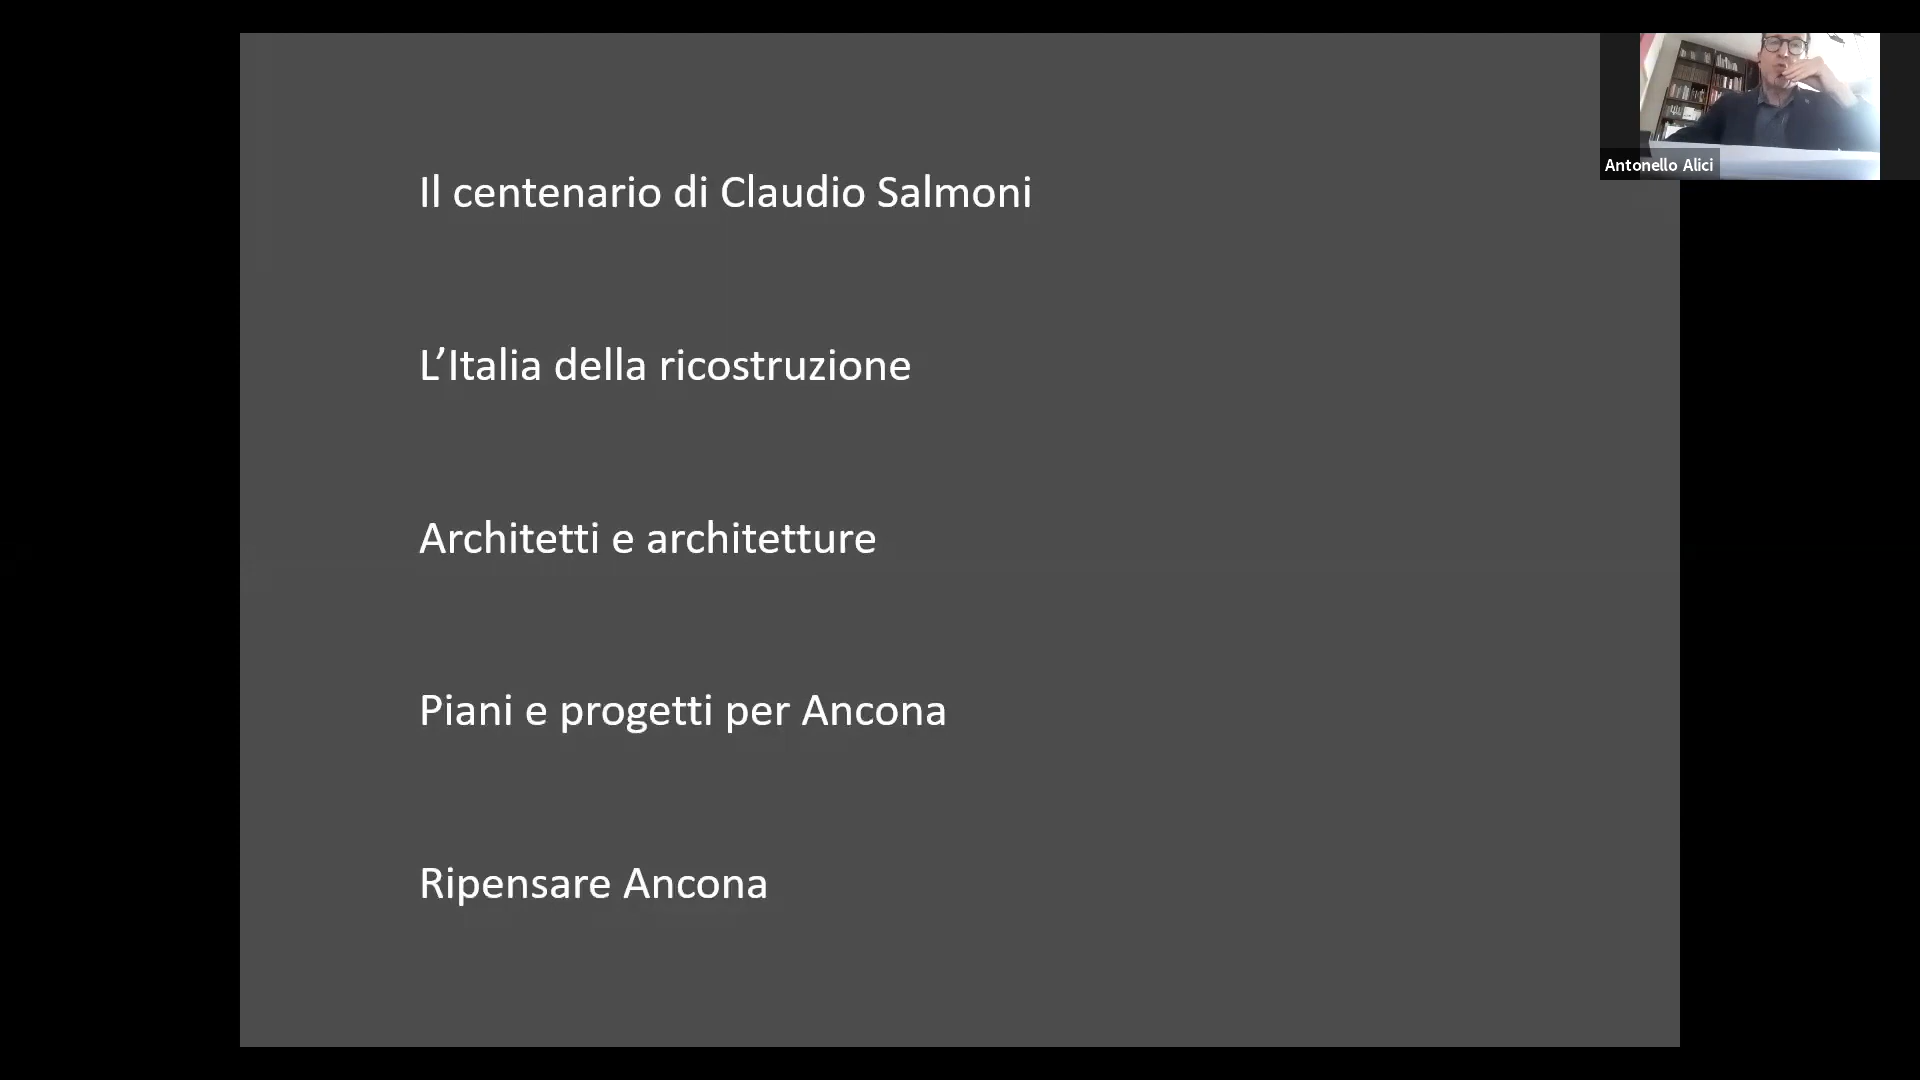 Il centenario di Claudio Salmoni
L’Italia della ricostruzione
Architetti e architetture
Piani e progetti per Ancona
Ripensare Ancona
Antonello Alici